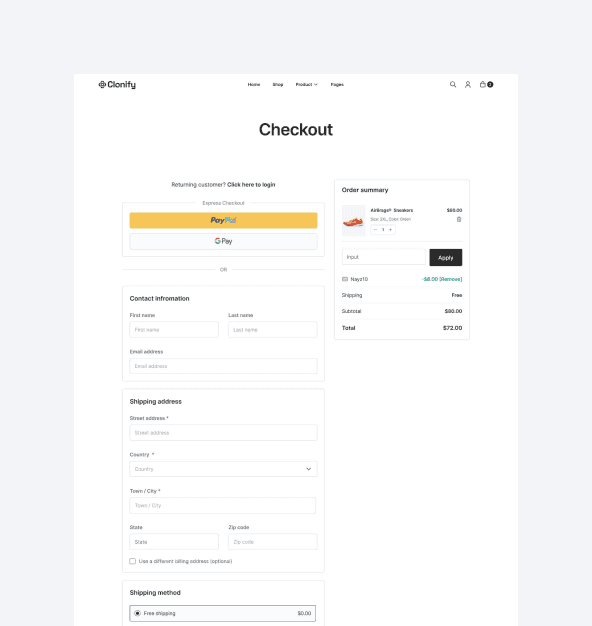 Clonify
Home Shop Product Pages
Checkout
Returning customer? Click here to login
Express Checkout
PayPal
G Pay
OR
Contact infromation
First name Last name
First name Last name
Email address
Email address
Shipping address
Street address *
Street address
Country *
Country
Town / City *
Town / City
State Zip code
State Zip code
Use a different billing address (optional)
Shipping method
Free shipping $0.00
Order summary
Sneakers $80.00
Size: 2XL, Color: Green
- 1 +
Input Apply
Nayz10 -$8.00 [Remove]
Shipping Free
Subtotal $80.00
Total $72.00